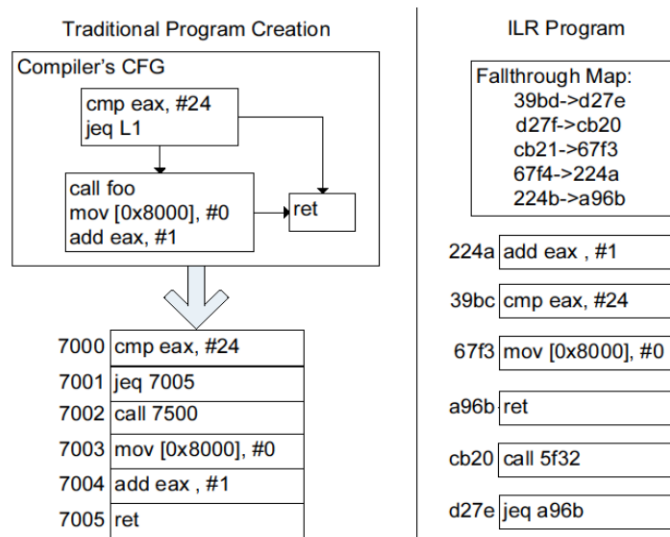 Traditional Program Creation
Compiler's CFG
cmp eax, #24
jeq L1
call foo
mov [0x8000], #0
add eax, #1
ret
7000 cmp eax, #24
7001 jeq 7005
7002 call 7500
7003 mov [0x8000], #0
7004 add eax , #1
7005 ret
ILR Program
Fallthrough Map:
39bd->d27e
d27f->cb20
cb21->67f3
67f4->224a
224b->a96b
224a add eax , #1
39bc cmp eax, #24
67f3 mov [0x8000], #0
a96b ret
cb20 call 5f32
d27e jeq a96b